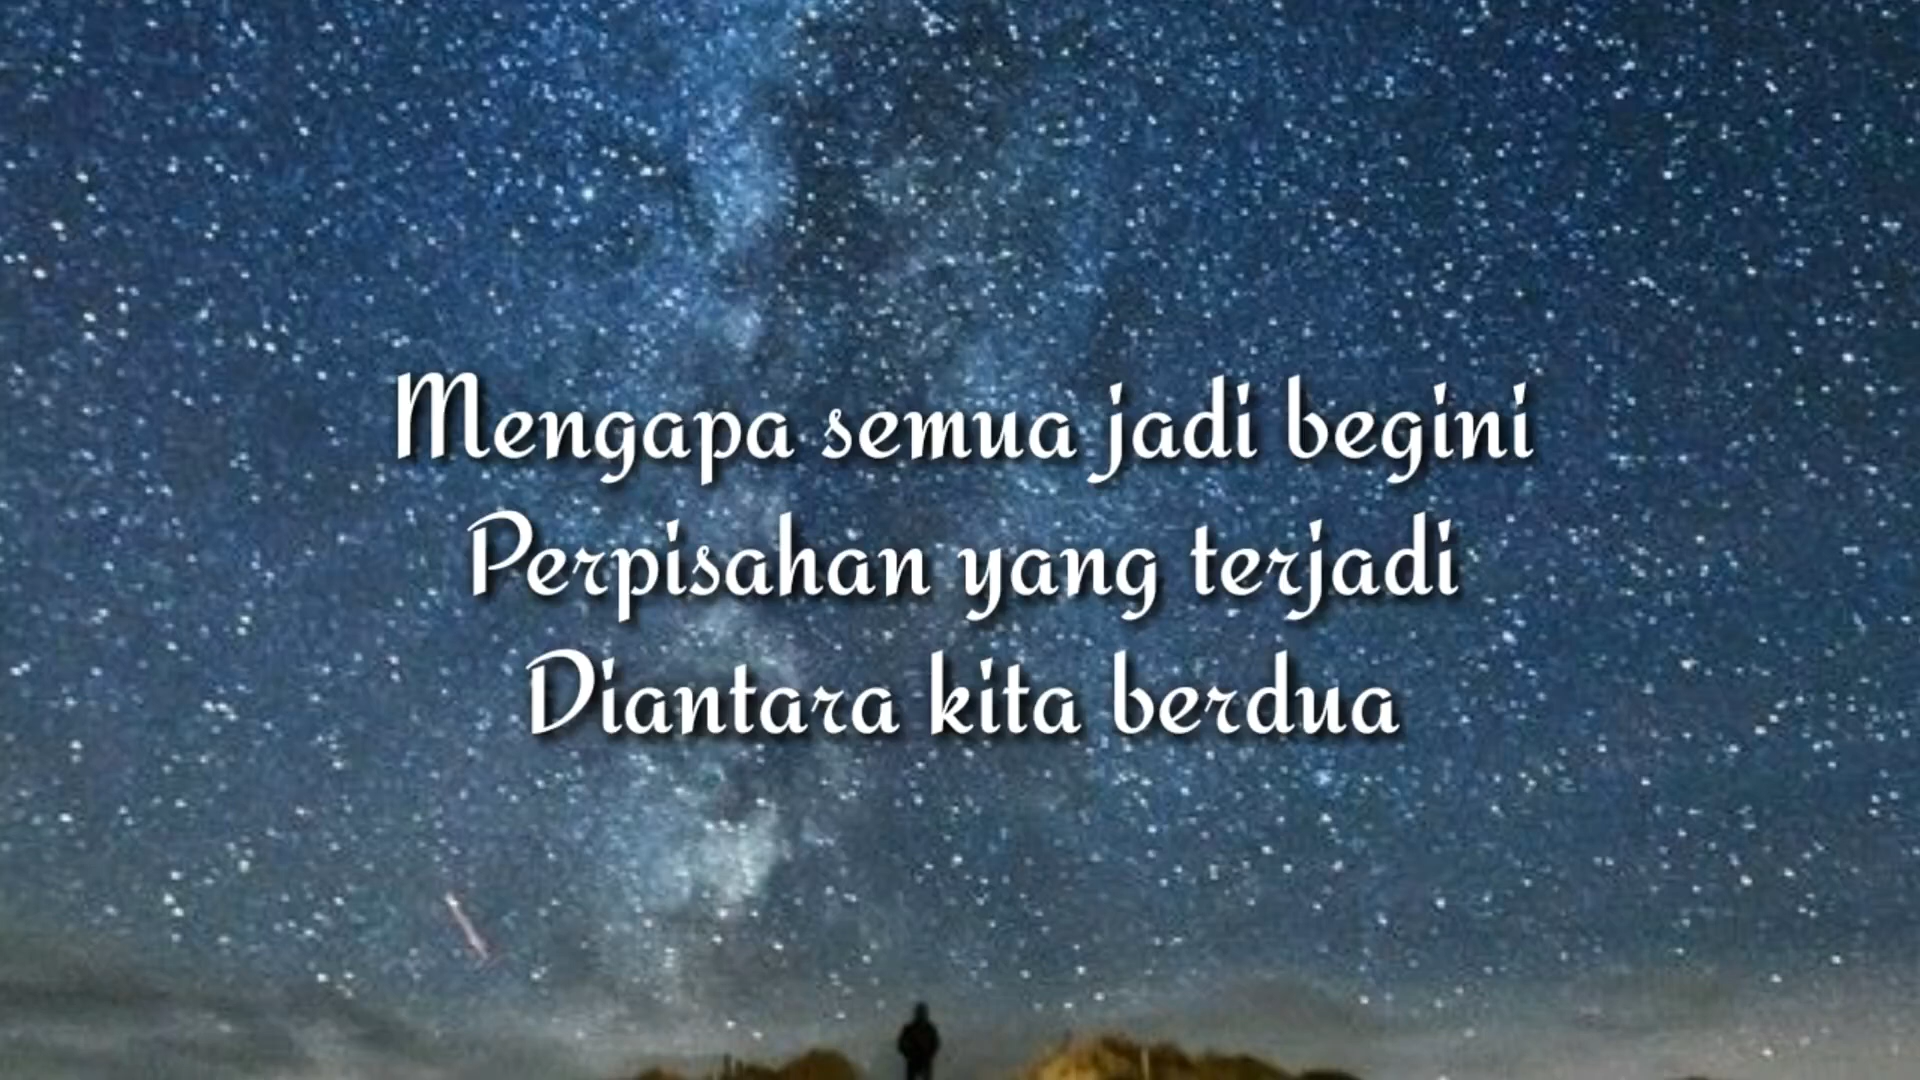 Mengapa semua jadi begini
Perpisahan yang terjadi
Diantara kita berdua